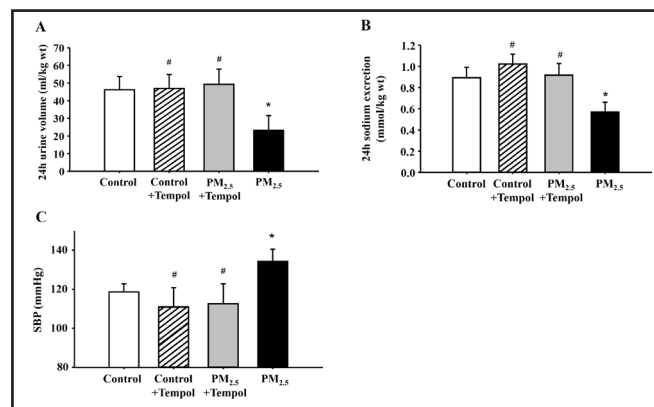 A
24h urine volume (ml/kg wt)
70
60
50
40
30
20
10
0
#
#
*
Control
Control
+Tempol
PM2.5
+Tempol
PM2.5
B
24h sodium excretion
(mmol/kg wt)
1.2
1.0
0.8
0.6
0.4
0.2
0.0
#
#
*
Control
Control
+Tempol
PM2.5
+Tempol
PM2.5
C
SBP (mmHg)
140
120
100
80
#
#
*
Control
Control
+Tempol
PM2.5
+Tempol
PM2.5